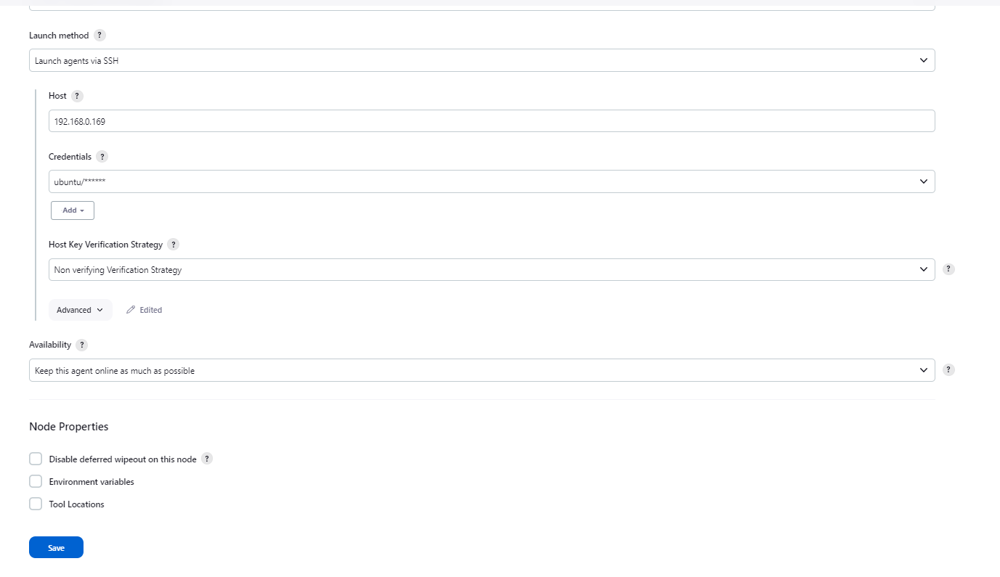 Launch method ?
Launch agents via SSH
Host ?
192.168.0.169
Credentials ?
ubuntu/******
Add
Host Key Verification Strategy ?
Non verifying Verification Strategy ?
Advanced Edited
Availability ?
Keep this agent online as much as possible ?
Node Properties
Disable deferred wipeout on this node ?
Environment variables
Tool Locations
Save